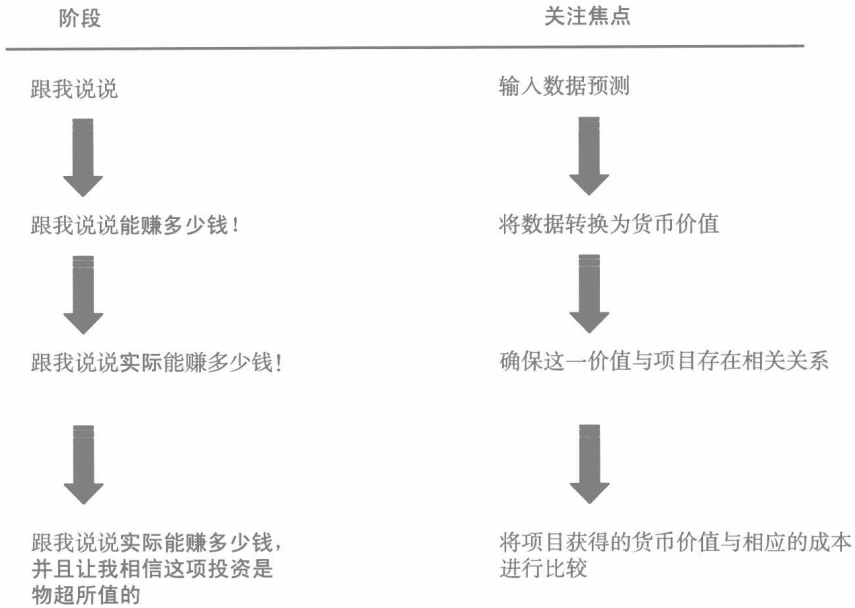 阶段 关注焦点
跟我说说 输入数据预测
跟我说说能赚多少钱！ 将数据转换为货币价值
跟我说说实际能赚多少钱！ 确保这一价值与项目存在相关关系
跟我说说实际能赚多少钱， 将项目获得的货币价值与相应的成本
并且让我相信这项投资是 进行比较
物超所值的